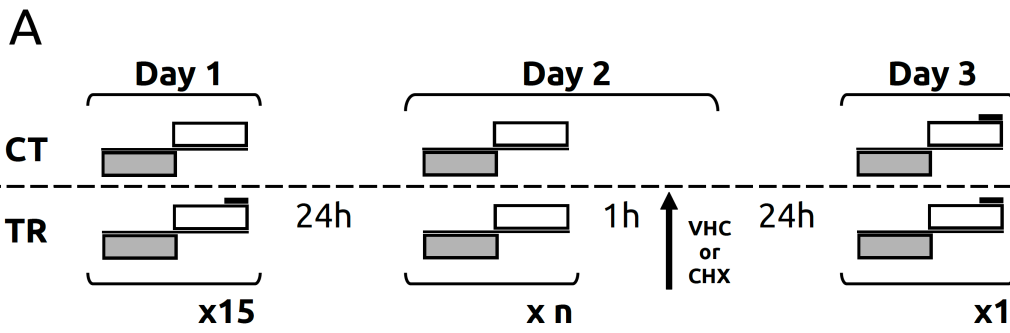 A
Day 1
Day 2
Day 3
CT
TR
24h
1h
VHC
or
CHX
24h
x15
x n
x1